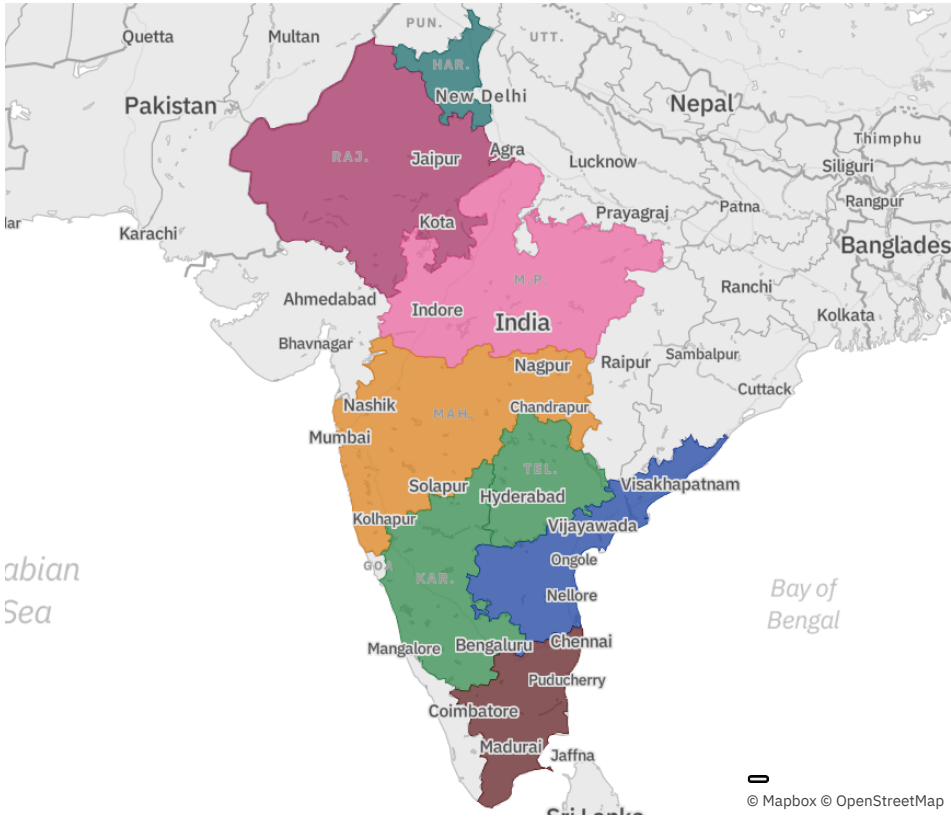 PUN.
Quetta
Multan
UTT.
HAR.
New Delhi
Pakistan
Nepal
Thimphu
Agra
RAJ.
Jaipur
Lucknow
Siliguri
Rangpur
Patna
Prayagraj
Kota
Karachi
Banglades
M.P.
Ranchi
Ahmedabad
Indore
India
Kolkata
Bhavnagar
Sambalpur
Raipur
Nagpur
Cuttack
Nashik
MAH.
Chandrapur
Mumbai
TEL.
Solapur
Hyderabad
Visakhapatnam
Kolhapur
Vijayawada
GOA
Ongole
abian
Sea
KAR.
Nellore
Bay of
Bengal
Mangalore
Bengaluru
Chennai
Puducherry
Coimbatore
Madurai
Jaffna
© Mapbox © OpenStreetMap